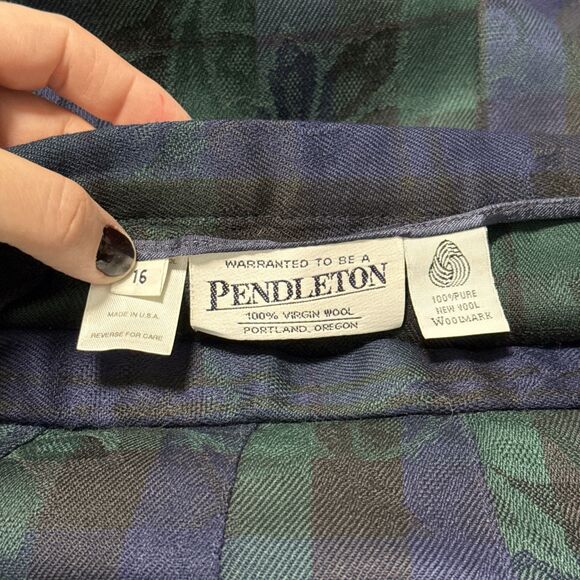 16
MADE IN U.S.A.
REVERSE FOR CARE
WARRANTED TO BE A
PENDLETON
100% VIRGIN WOOL
PORTLAND, OREGON
100% PURE
NEW WOOL
WOOLMARK